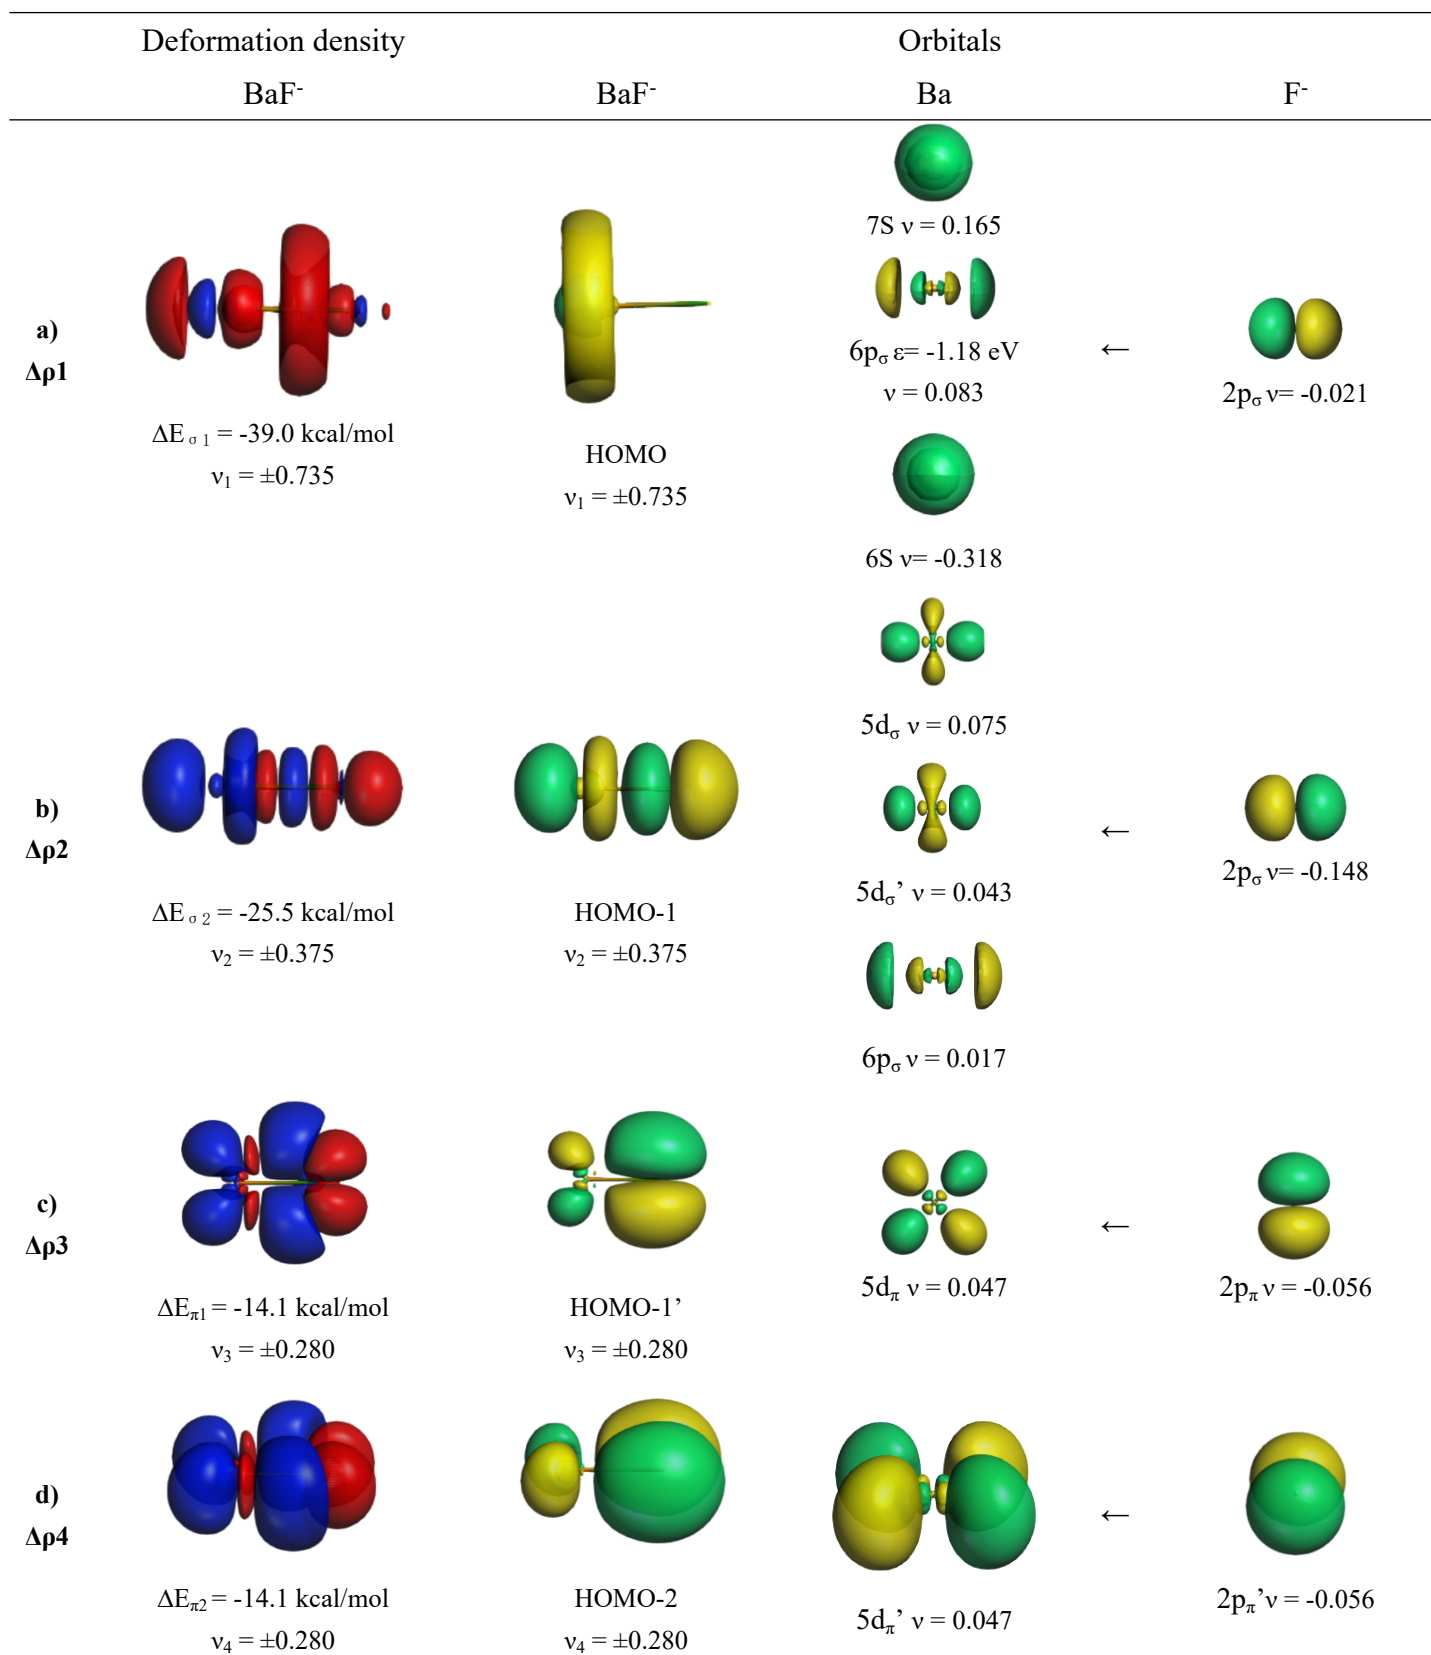 Deformation density Orbitals
BaF- BaF- Ba F-
7S ν = 0.165
6pσ ε= -1.18 eV
ν = 0.083
←
2pσ ν= -0.021
a)
Δρ1
ΔE σ 1 = -39.0 kcal/mol
ν1 = ±0.735
HOMO
ν1 = ±0.735
6S ν= -0.318
5dσ ν = 0.075
b)
Δρ2
←
2pσ ν= -0.148
5dσ’ ν = 0.043
ΔE σ 2 = -25.5 kcal/mol
ν2 = ±0.375
HOMO-1
ν2 = ±0.375
6pσ ν = 0.017
c)
Δρ3
←
5dπ ν = 0.047
2pπ ν = -0.056
ΔEπ1 = -14.1 kcal/mol
ν3 = ±0.280
HOMO-1’
ν3 = ±0.280
d)
Δρ4
←
ΔEπ2 = -14.1 kcal/mol
ν4 = ±0.280
HOMO-2
ν4 = ±0.280
5dπ’ ν = 0.047
2pπ’ν = -0.056